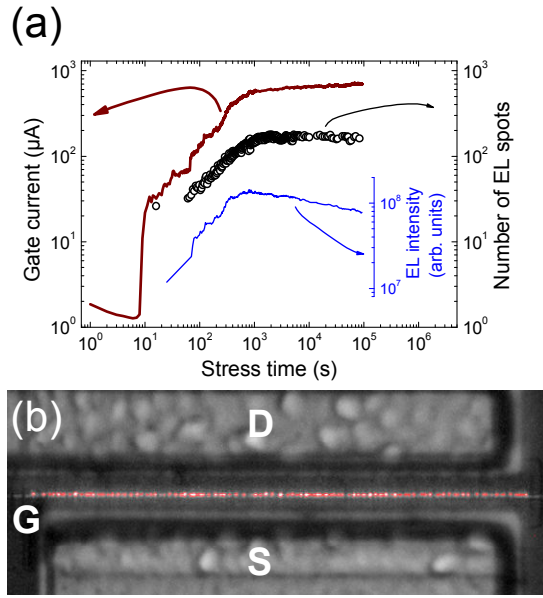 (a)
Gate current (µA)
10³
10²
10¹
10⁰
10³
10²
10¹
10⁰
Number of EL spots
10⁸
10⁷
EL intensity
(arb. units)
10⁰ 10¹ 10² 10³ 10⁴ 10⁵ 10⁶
Stress time (s)
(b)
D
G
S